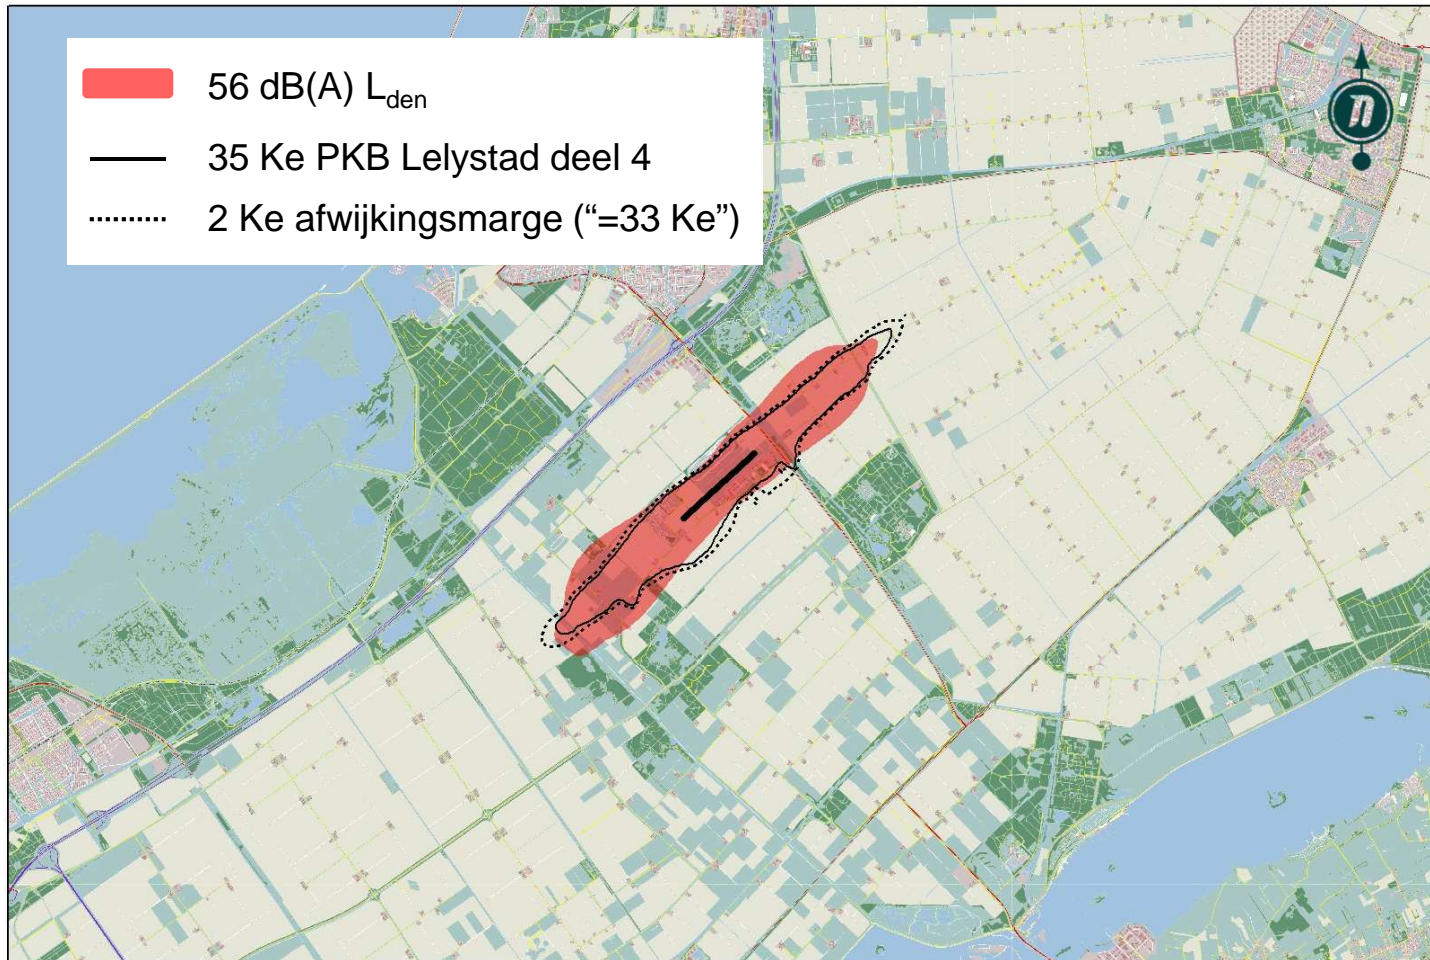 56 dB(A) Lden
35 Ke PKB Lelystad deel 4
2 Ke afwijkingsmarge (“=33 Ke”)